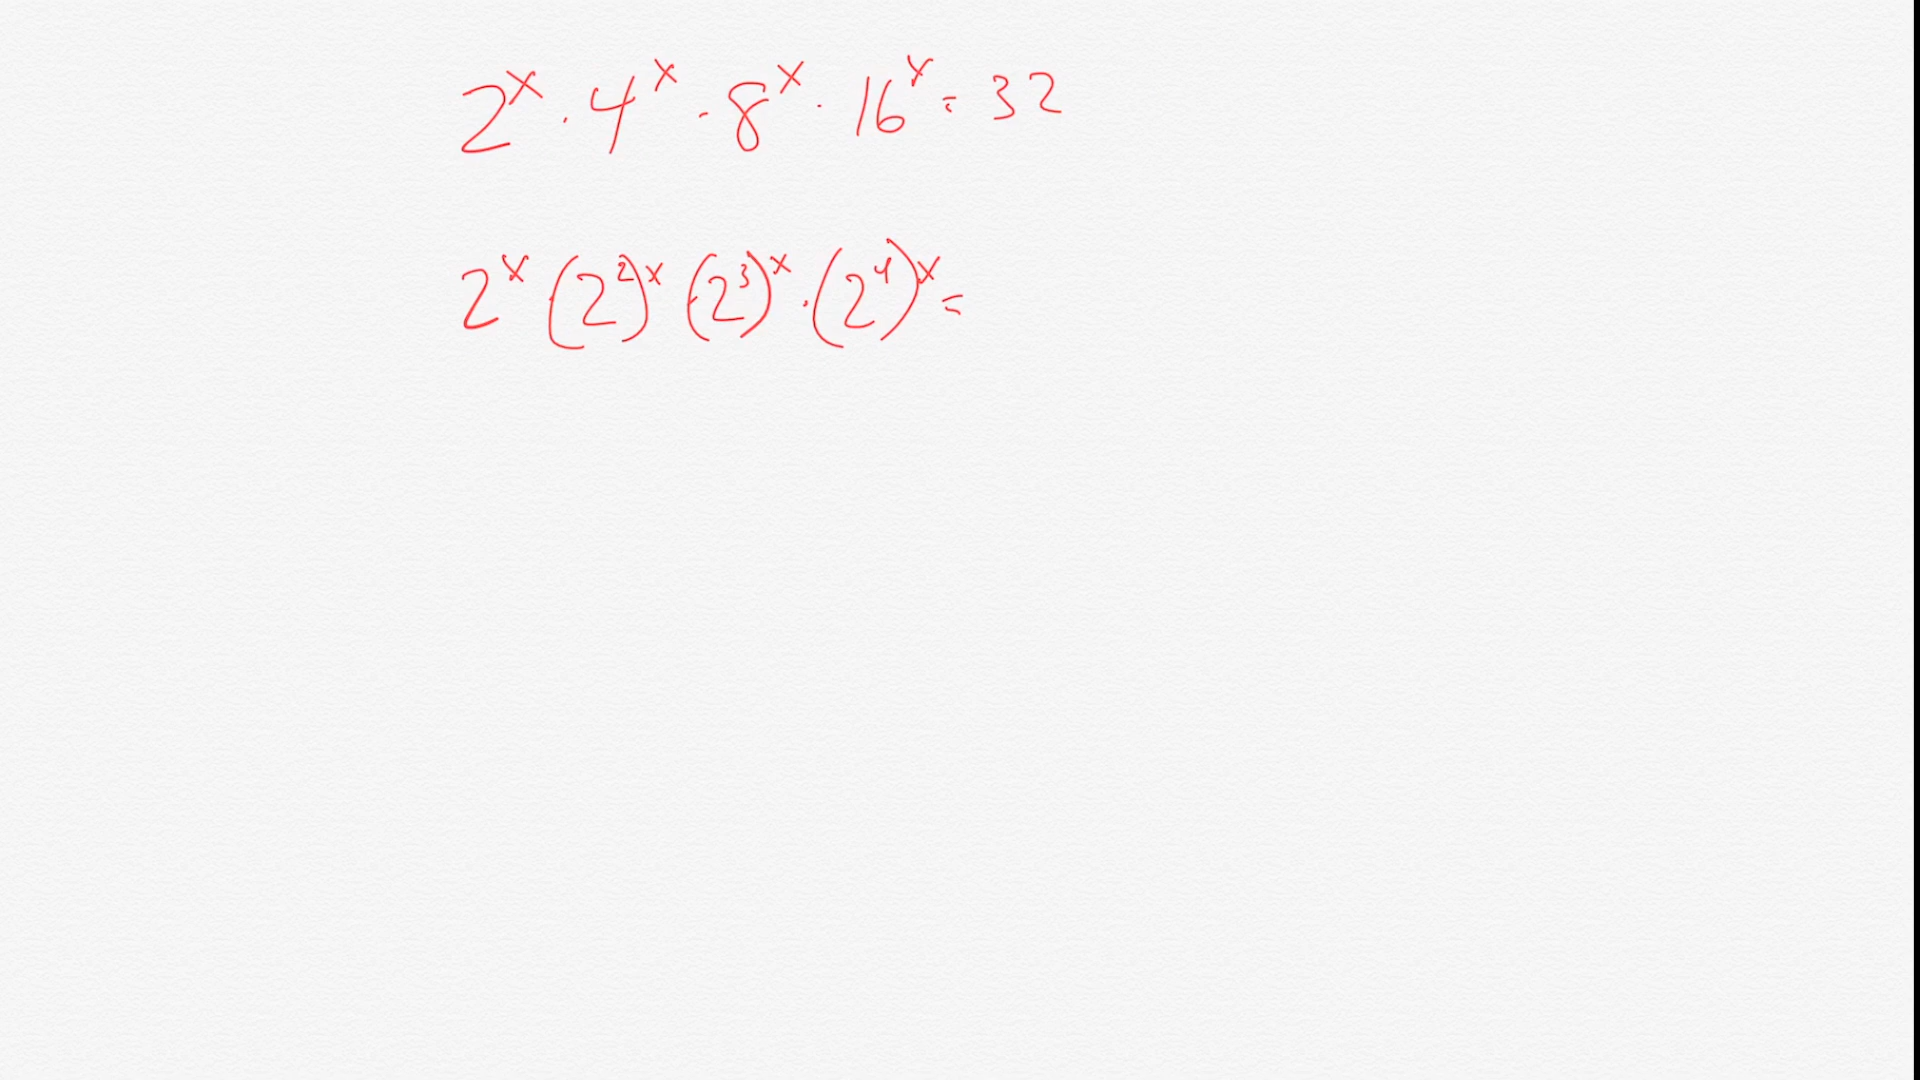 2^x · 4^x · 8^x · 16^x = 32
2^x · (2^2)^x · (2^3)^x · (2^4)^x =